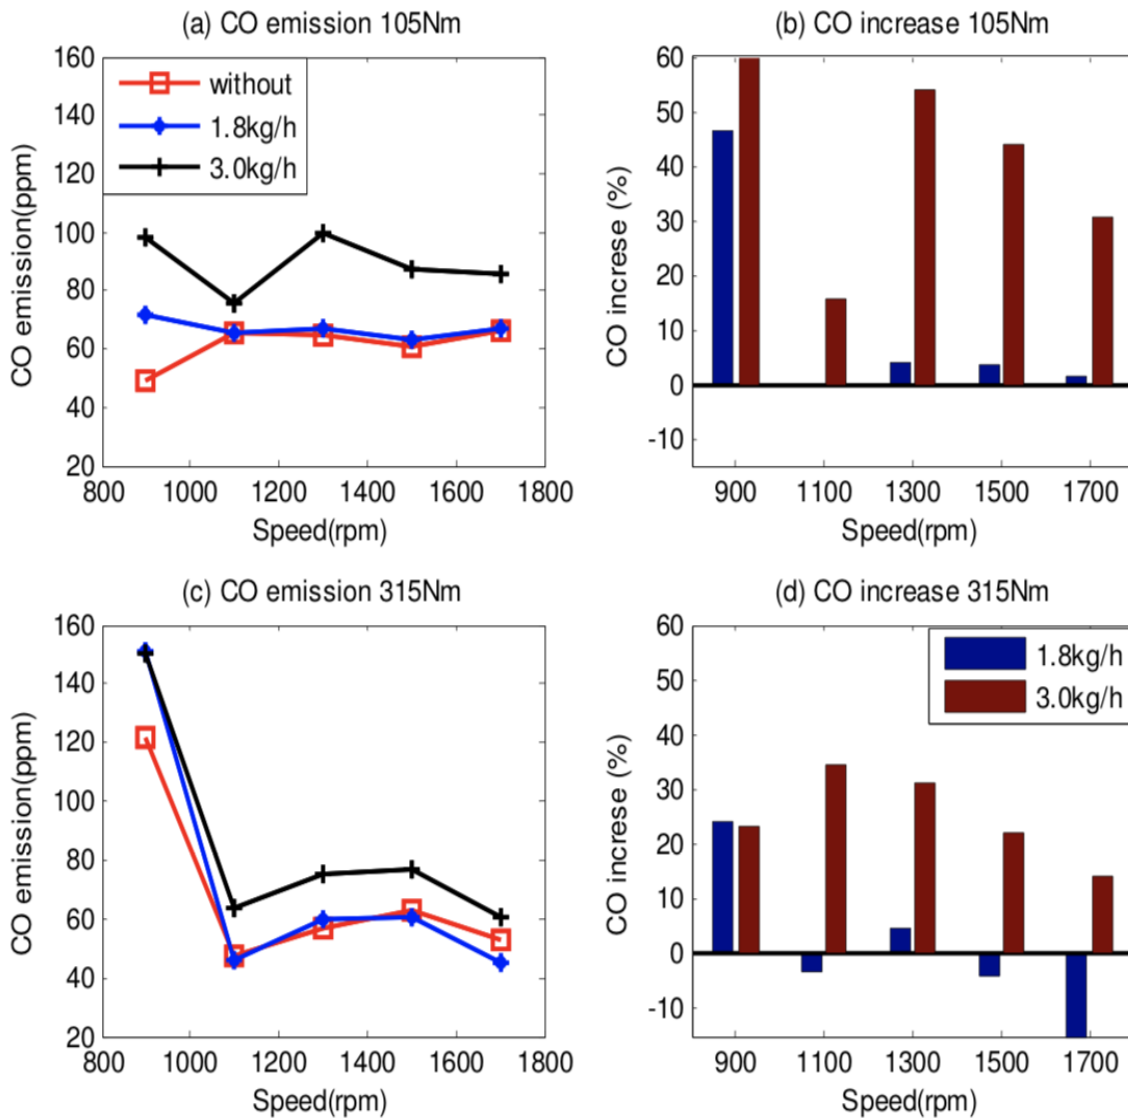 (a) CO emission 105Nm
CO emission(ppm)
160
140
120
100
80
60
40
20
without
1.8kg/h
3.0kg/h
800 1000 1200 1400 1600 1800
Speed(rpm)
(b) CO increase 105Nm
CO increse (%)
60
50
40
30
20
10
0
-10
900 1100 1300 1500 1700
Speed(rpm)
(c) CO emission 315Nm
CO emission(ppm)
160
140
120
100
80
60
40
20
800 1000 1200 1400 1600 1800
Speed(rpm)
(d) CO increase 315Nm
CO increse (%)
60
50
40
30
20
10
0
-10
1.8kg/h
3.0kg/h
900 1100 1300 1500 1700
Speed(rpm)